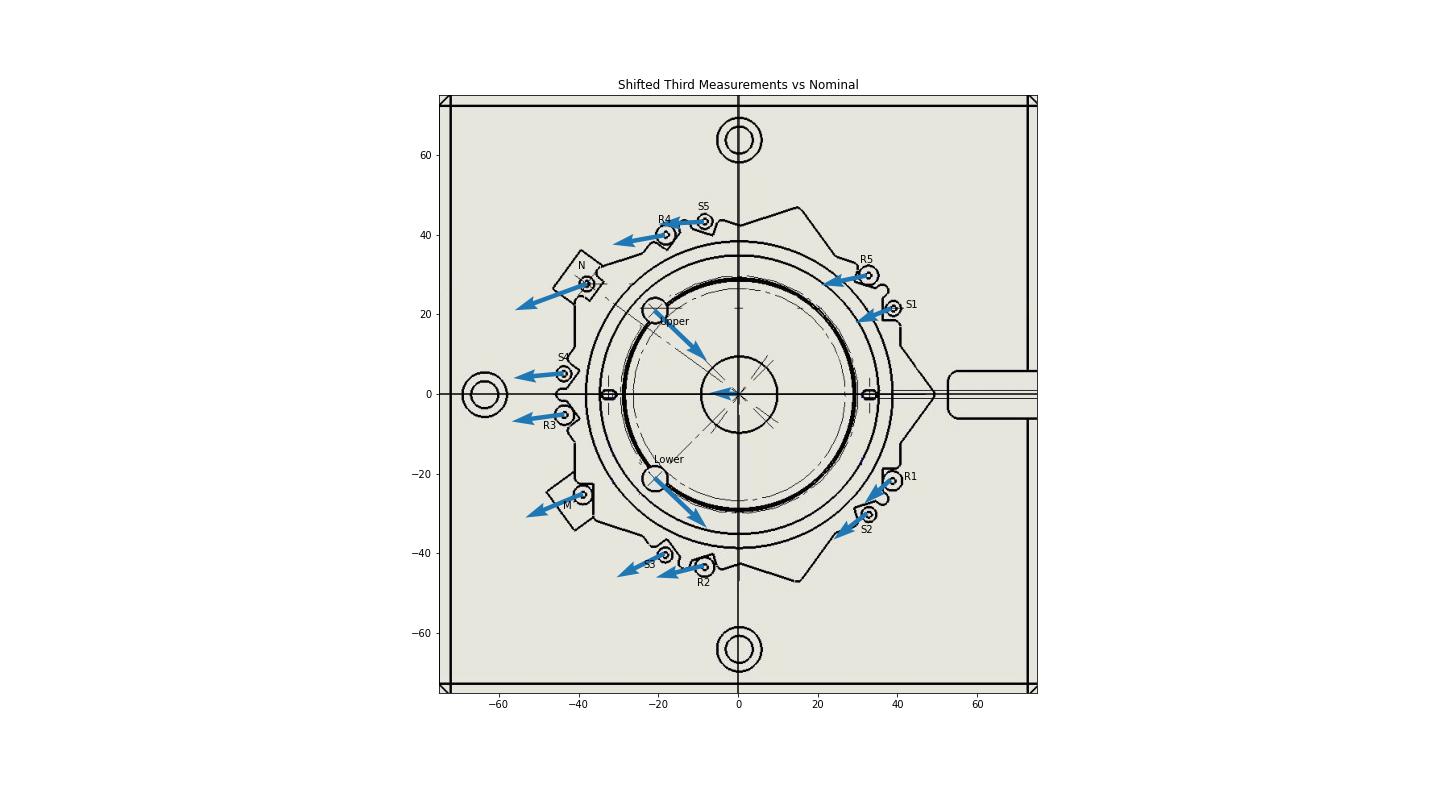 Shifted Third Measurements vs Nominal
60
S5
R4
40
N
R5
20
S1
Upper
S4
0
R3
Lower
−20
R1
M
S2
−40
S3
R2
−60
−60 −40 −20 0 20 40 60